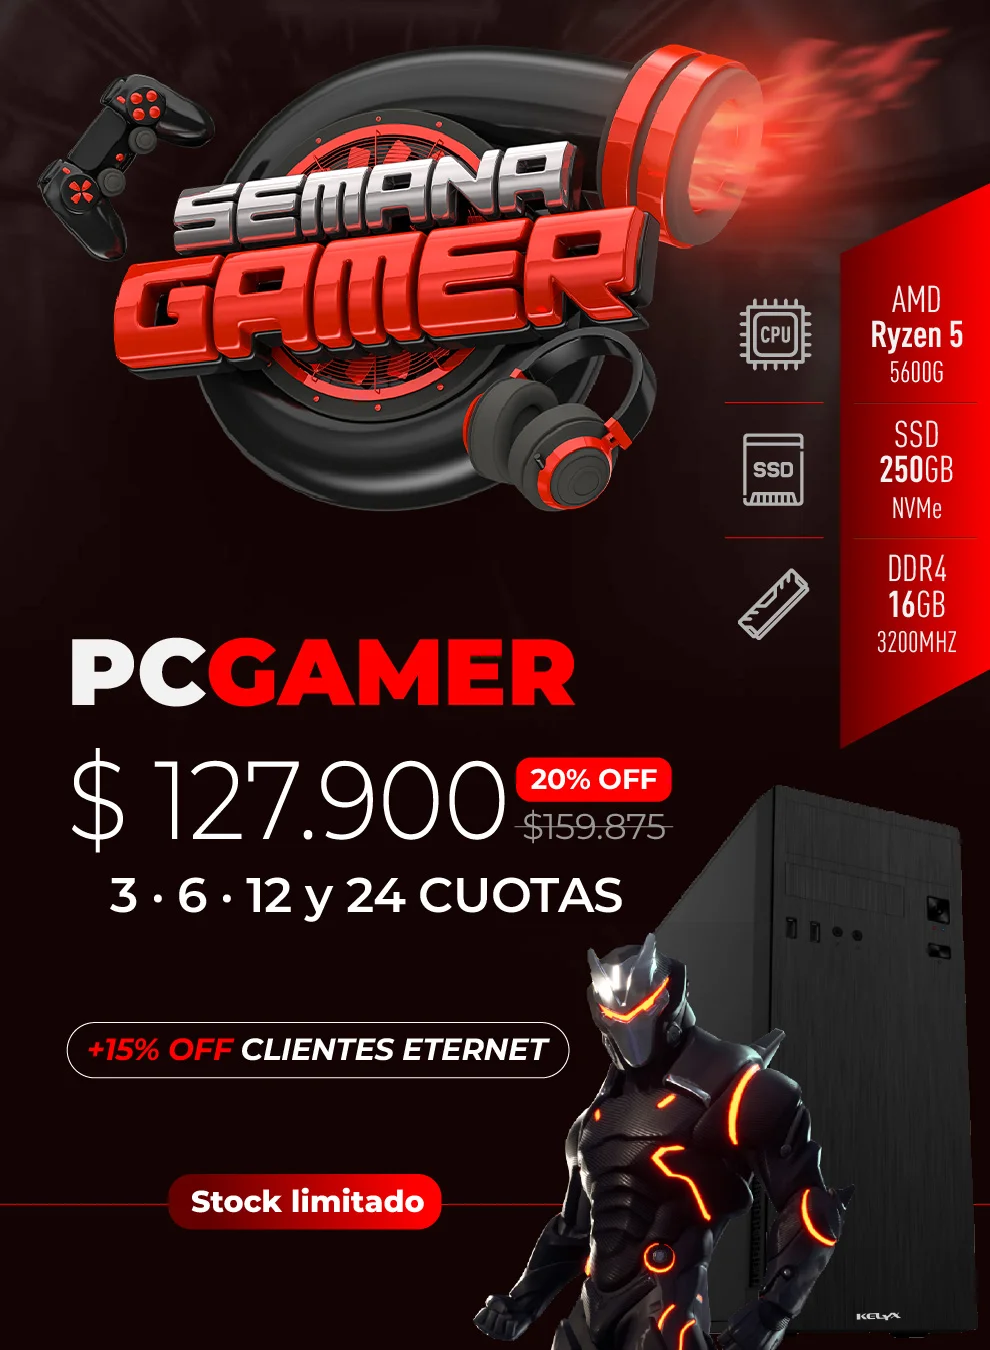 SEMANA
GAMER
CPU
AMD
Ryzen 5
5600G
SSD
SSD
250GB
NVMe
DDR4
16GB
3200MHZ
PCGAMER
$ 127.900
20% OFF
$159.875
3 · 6 · 12 y 24 CUOTAS
+15% OFF CLIENTES ETERNET
Stock limitado
KELYX